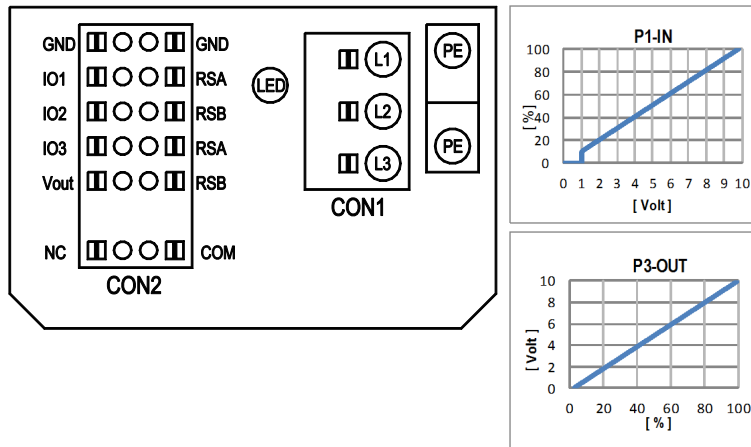 GND GND
IO1 RSA
IO2 RSB
IO3 RSA
Vout RSB
NC COM
CON2
LED
L1
L2
L3
CON1
PE
PE
P1-IN
100
80
60
40
20
0
[ % ]
0 1 2 3 4 5 6 7 8 9 10
[ Volt ]
P3-OUT
10
8
6
4
2
0
[ Volt ]
0 20 40 60 80 100
[ % ]